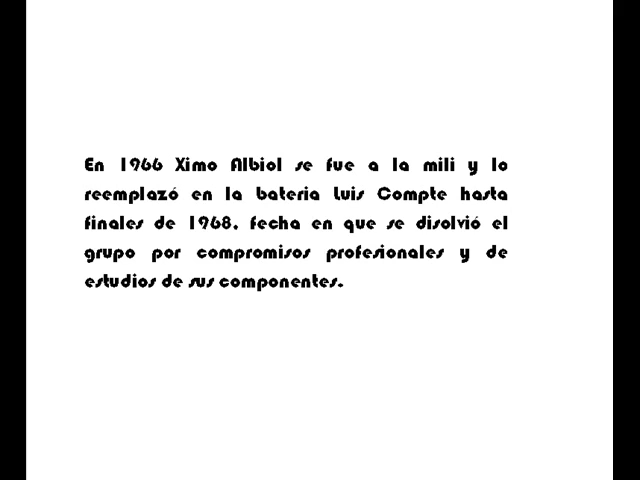 En 1966 Ximo Albiol se fue a la mili y lo
reemplazó en la bateria Luis Compte hasta
finales de 1968, fecha en que se disolvió el
grupo por compromisos profesionales y de
estudios de sus componentes.